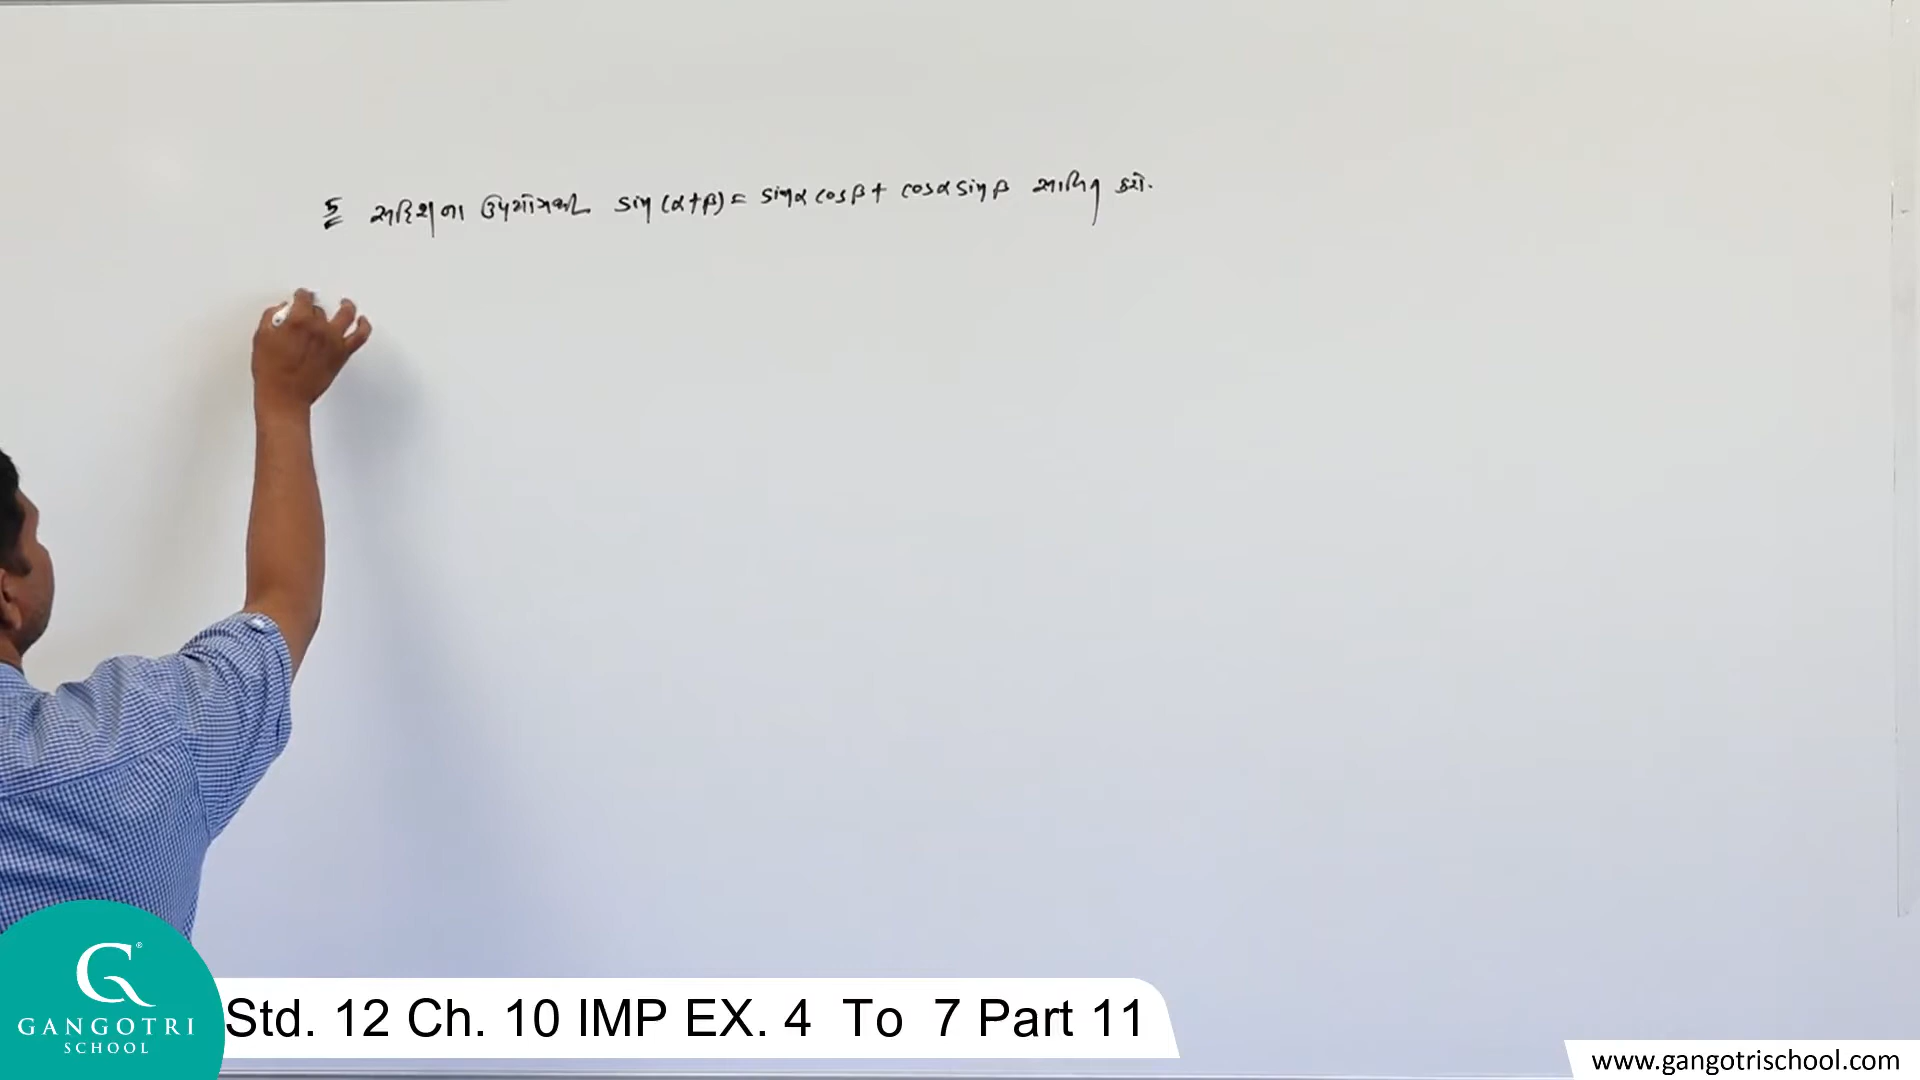 5 સદિશના ઉપયોગથી sin(α+β) = sinα cosβ + cosα sinβ સાબિત કરો.
GANGOTRI
SCHOOL
Std. 12 Ch. 10 IMP EX. 4 To 7 Part 11
www.gangotrischool.com